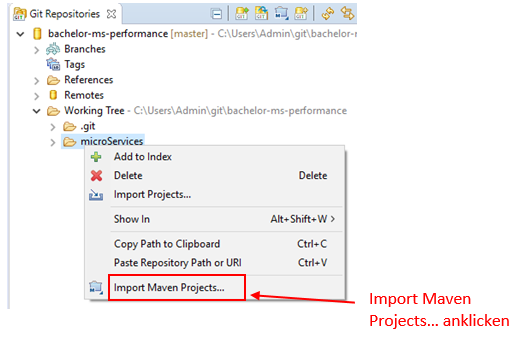 Git Repositories
bachelor-ms-performance [master] - C:\Users\Admin\git\bachelor-r
Branches
Tags
References
Remotes
Working Tree - C:\Users\Admin\git\bachelor-ms-performance
.git
microServices
Add to Index
Delete Delete
Import Projects...
Show In Alt+Shift+W >
Copy Path to Clipboard Ctrl+C
Paste Repository Path or URI Ctrl+V
Import Maven Projects...
Import Maven
Projects... anklicken